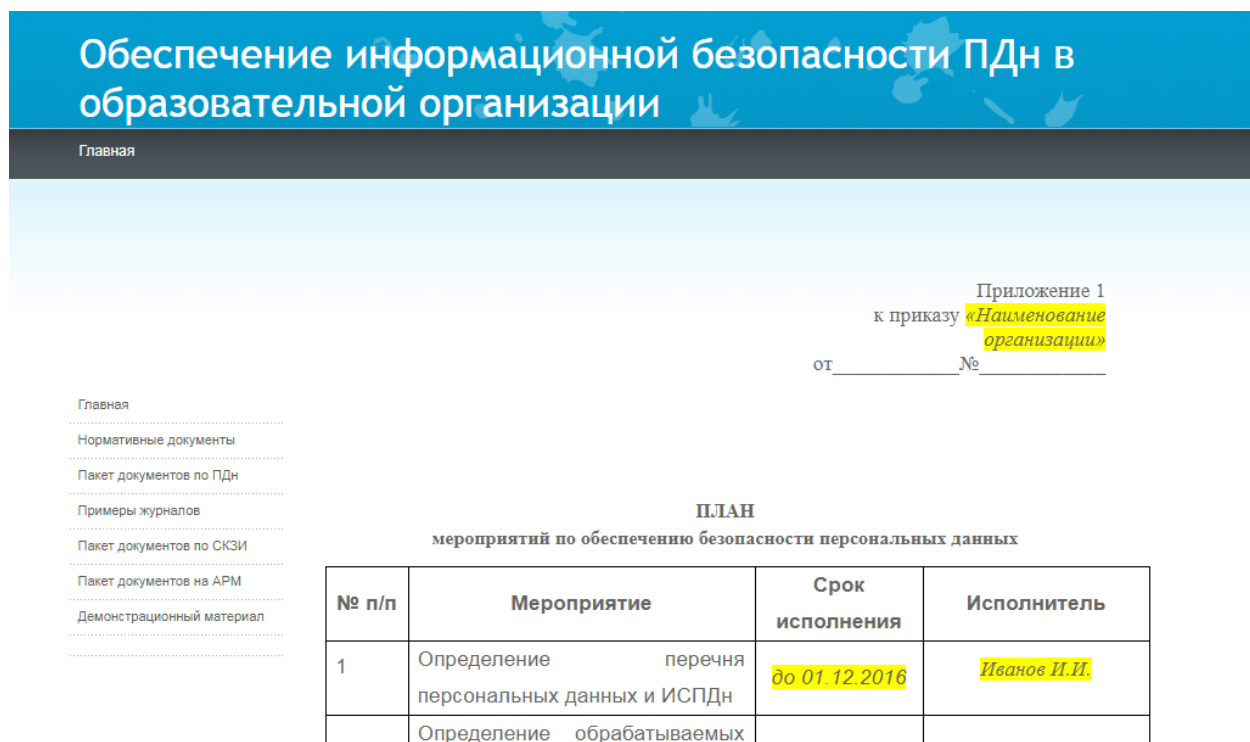 Обеспечение информационной безопасности ПДн в
образовательной организации
Главная
Приложение 1
к приказу «Наименование
организации»
от____________№____________
Главная
Нормативные документы
Пакет документов по ПДн
Примеры журналов
Пакет документов по СКЗИ
Пакет документов на АРМ
Демонстрационный материал
ПЛАН
мероприятий по обеспечению безопасности персональных данных
№ п/п
Мероприятие
Срок
исполнения
Исполнитель
1
Определение перечня
персональных данных и ИСПДн
до 01.12.2016
Иванов И.И.
Определение обрабатываемых